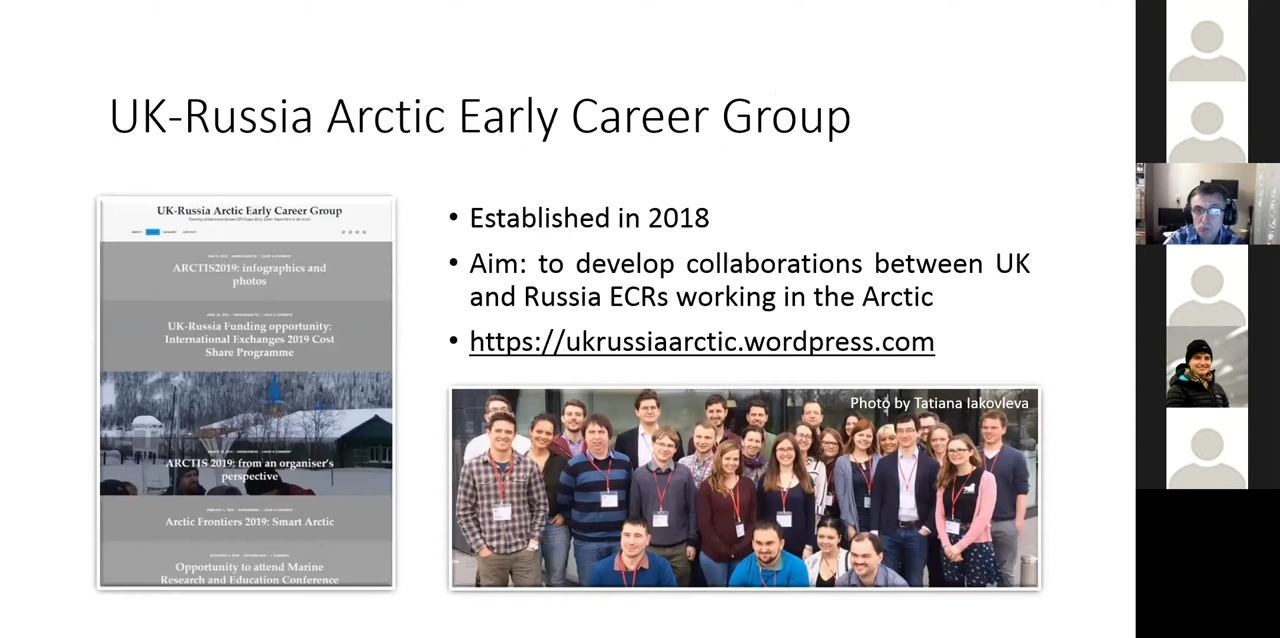 UK-Russia Arctic Early Career Group
UK-Russia Arctic Early Career Group
ARCTIS2019: infographics and
photos
UK-Russia Funding opportunity:
International Exchanges 2019 Cost
Share Programme
ARCTIS 2019: from an organiser's
perspective
Arctic Frontiers 2019: Smart Arctic
Opportunity to attend Marine
Research and Education Conference
• Established in 2018
• Aim: to develop collaborations between UK
and Russia ECRs working in the Arctic
• https://ukrussiaarctic.wordpress.com
Photo by Tatiana Iakovleva